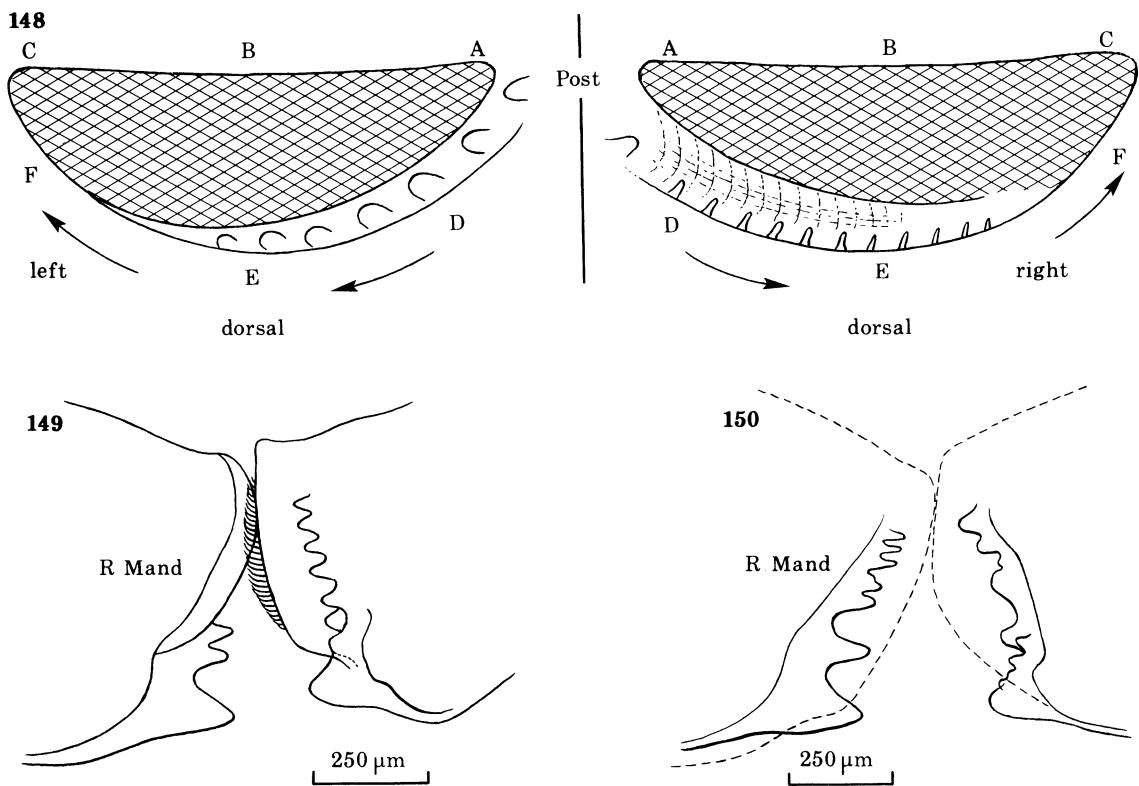 148
C B A
Post
A B C
F
D
E
left
dorsal
F
D
E
right
dorsal
149
R Mand
250 μm
150
R Mand
250 μm